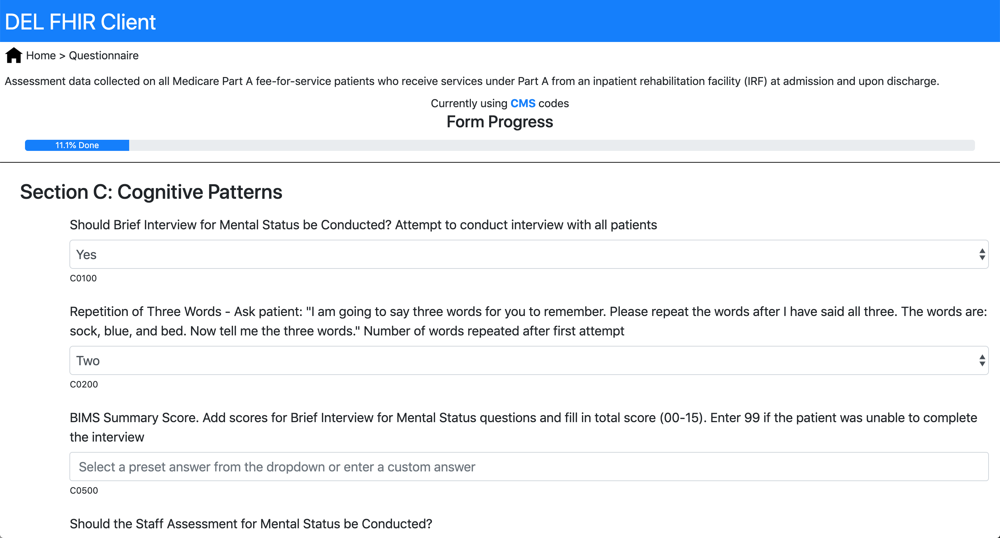 DEL FHIR Client
Home > Questionnaire
Assessment data collected on all Medicare Part A fee-for-service patients who receive services under Part A from an inpatient rehabilitation facility (IRF) at admission and upon discharge.
Currently using CMS codes
Form Progress
11.1% Done
Section C: Cognitive Patterns
Should Brief Interview for Mental Status be Conducted? Attempt to conduct interview with all patients
Yes
C0100
Repetition of Three Words - Ask patient: "I am going to say three words for you to remember. Please repeat the words after I have said all three. The words are:
sock, blue, and bed. Now tell me the three words." Number of words repeated after first attempt
Two
C0200
BIMS Summary Score. Add scores for Brief Interview for Mental Status questions and fill in total score (00-15). Enter 99 if the patient was unable to complete
the interview
Select a preset answer from the dropdown or enter a custom answer
C0500
Should the Staff Assessment for Mental Status be Conducted?